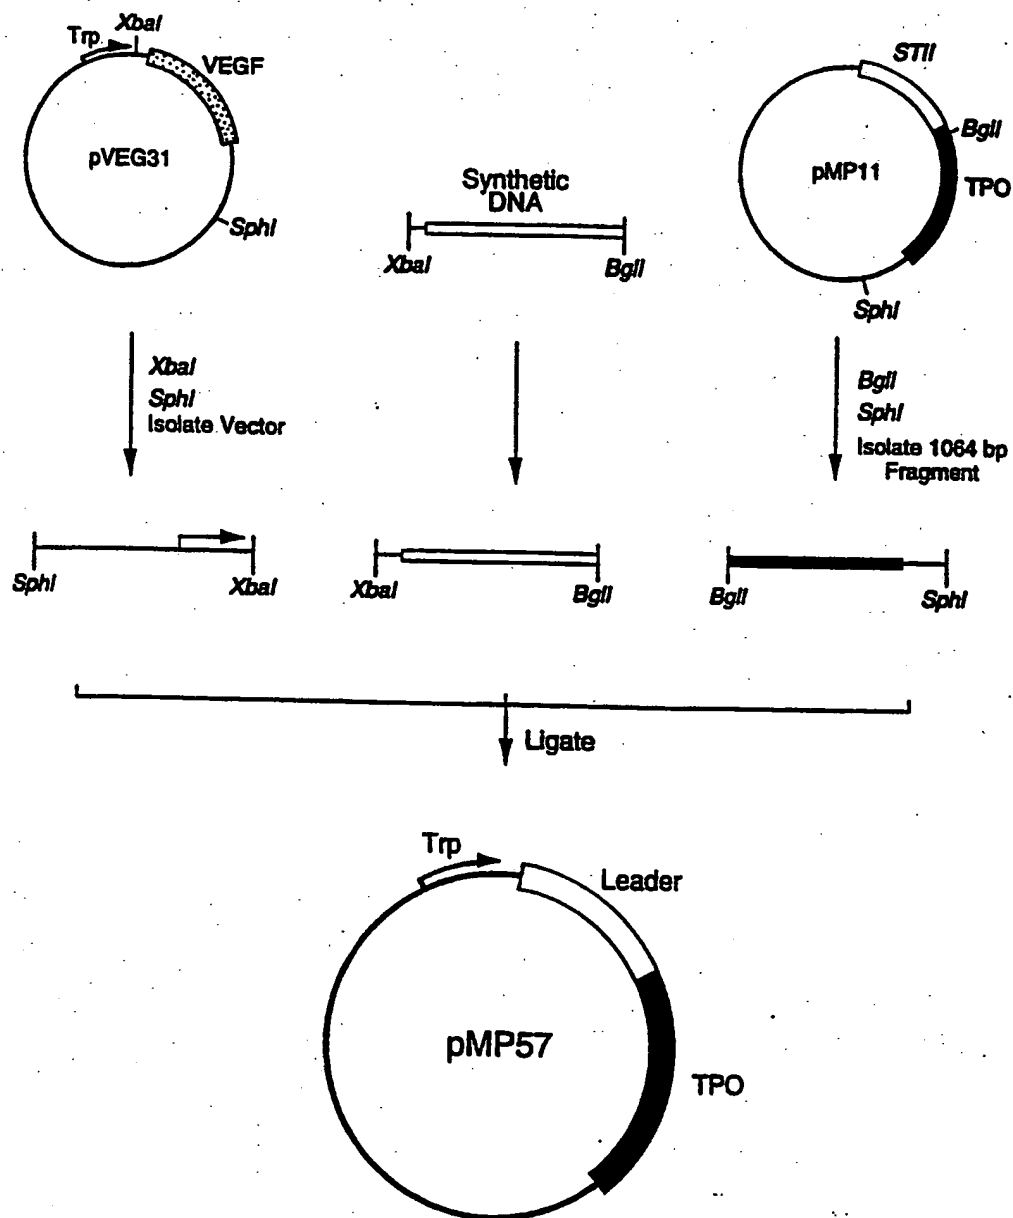 XbaI
Trp
VEGF
pVEG31
SphI
Synthetic
DNA
XbaI
BglI
STII
BglI
pMP11
TPO
SphI
XbaI
SphI
Isolate Vector
BglI
SphI
Isolate 1064 bp
Fragment
SphI
XbaI
XbaI
BglI
BglI
SphI
Ligate
Trp
Leader
pMP57
TPO